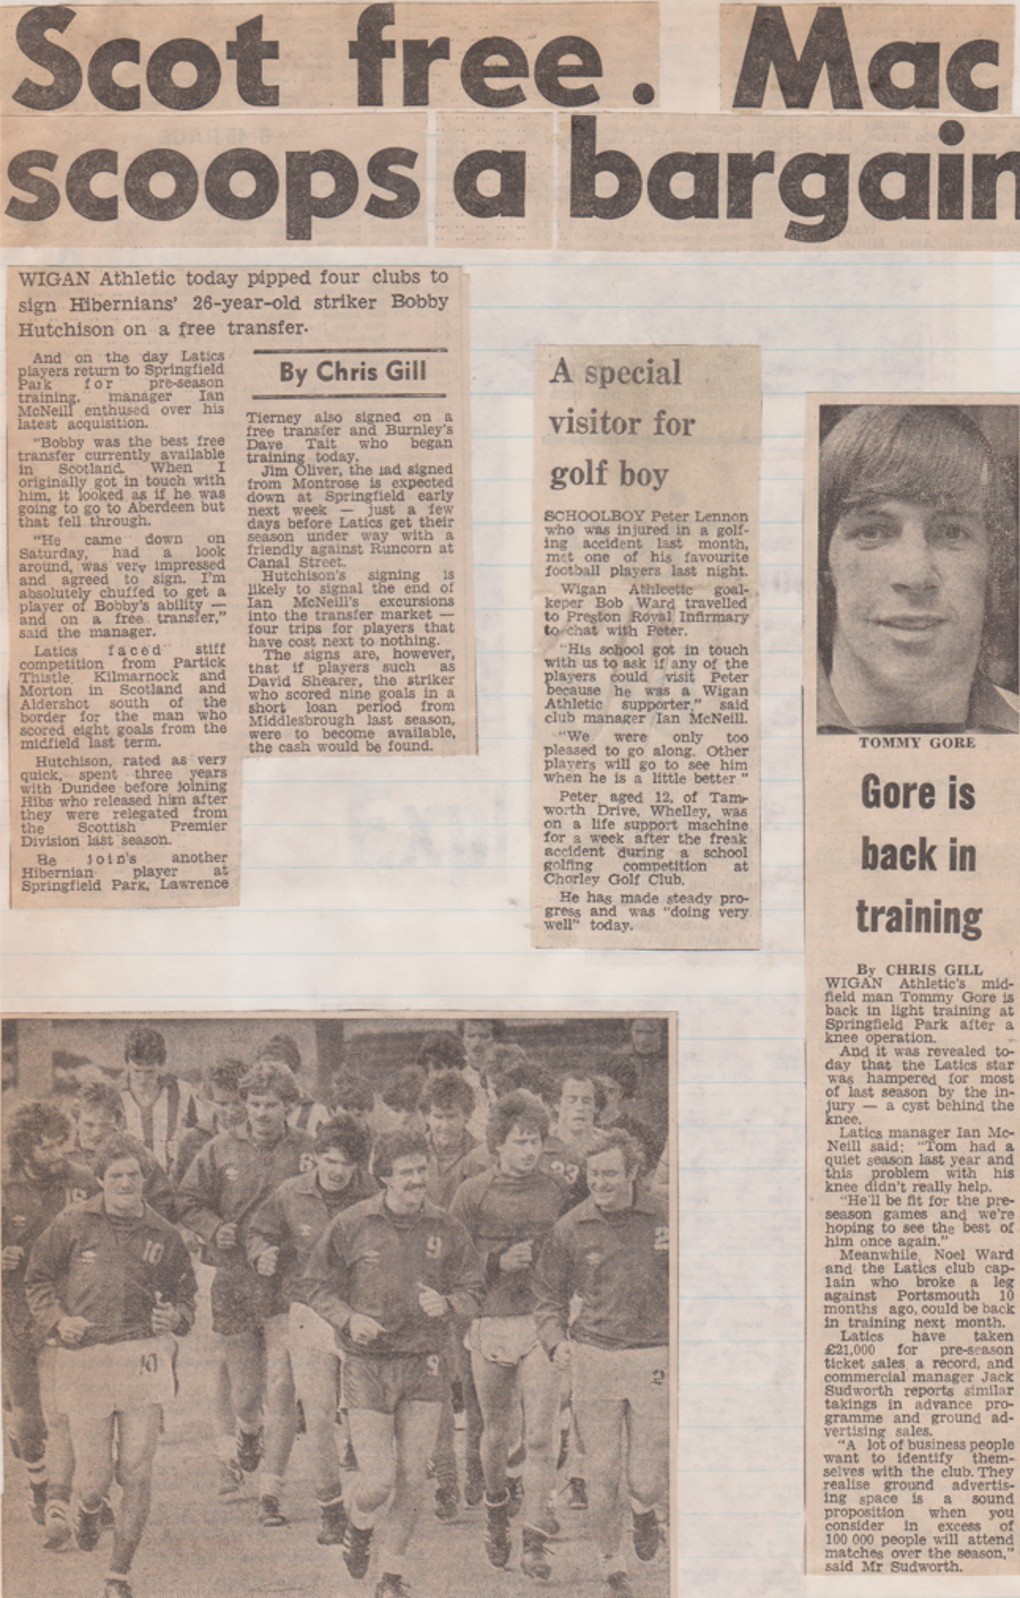 Scot free. Mac
scoops a bargain
WIGAN Athletic today pipped four clubs to
sign Hibernians' 26-year-old striker Bobby
Hutchison on a free transfer.
And on the day Latics
players return to Springfield
Park for pre-season
training, manager Ian
McNeill enthused over his
latest acquisition.
"Bobby was the best free
transfer currently available
in Scotland. When I
originally got in touch with
him, it looked as if he was
going to go to Aberdeen but
that fell through.
"He came down on
Saturday, had a look
around, was very impressed
and agreed to sign. I'm
absolutely chuffed to get a
player of Bobby's ability —
and on a free transfer,"
said the manager.
Latics faced stiff
competition from Partick
Thistle, Kilmarnock and
Morton in Scotland and
Aldershot south of the
border for the man who
scored eight goals from the
midfield last term.
Hutchison, rated as very
quick, spent three years
with Dundee before joining
Hibs who released him after
they were relegated from
the Scottish Premier
Division last season.
He join's another
Hibernian player at
Springfield Park, Lawrence
By Chris Gill
Tierney also signed on a
free transfer and Burnley's
Dave Tait who began
training today.
Jim Oliver, the lad signed
from Montrose is expected
down at Springfield early
next week — just a few
days before Latics get their
season under way with a
friendly against Runcorn at
Canal Street.
Hutchison's signing is
likely to signal the end of
Ian McNeill's excursions
into the transfer market —
four trips for players that
have cost next to nothing.
The signs are, however,
that if players such as
David Shearer, the striker
who scored nine goals in a
short loan period from
Middlesbrough last season,
were to become available,
the cash would be found.
A special
visitor for
golf boy
SCHOOLBOY Peter Lennon
who was injured in a golf-
ing accident last month,
met one of his favourite
football players last night.
Wigan Athletic goal-
keper Bob Ward travelled
to Preston Royal Infirmary
to chat with Peter.
"His school got in touch
with us to ask if any of the
players could visit Peter
because he was a Wigan
Athletic supporter," said
club manager Ian McNeill.
"We were only too
pleased to go along. Other
players will go to see him
when he is a little better"
Peter aged 12, of Tam-
worth Drive, Whelley, was
on a life support machine
for a week after the freak
accident during a school
golfing competition at
Chorley Golf Club.
He has made steady pro-
gress and was "doing very
well" today.
TOMMY GORE
Gore is
back in
training
By CHRIS GILL
WIGAN Athletic's mid-
field man Tommy Gore is
back in light training at
Springfield Park after a
knee operation.
And it was revealed to-
day that the Latics star
was hampered for most
of last season by the in-
jury — a cyst behind the
knee.
Latics manager Ian Mc-
Neill said: "Tom had a
quiet season last year and
this problem with his
knee didn't really help.
"He'll be fit for the pre-
season games and we're
hoping to see the best of
him once again."
Meanwhile, Noel Ward
and the Latics club cap-
tain who broke a leg
against Portsmouth 10
months ago, could be back
in training next month.
Latics have taken
£21,000 for pre-season
ticket sales, a record, and
commercial manager Jack
Sudworth reports similar
takings in advance pro-
gramme and ground ad-
vertising sales.
"A lot of business people
want to identify them-
selves with the club. They
realise ground advertis-
ing space is a sound
proposition when you
consider in excess of
100 000 people will attend
matches over the season,"
said Mr Sudworth.
10
9
10
9
2